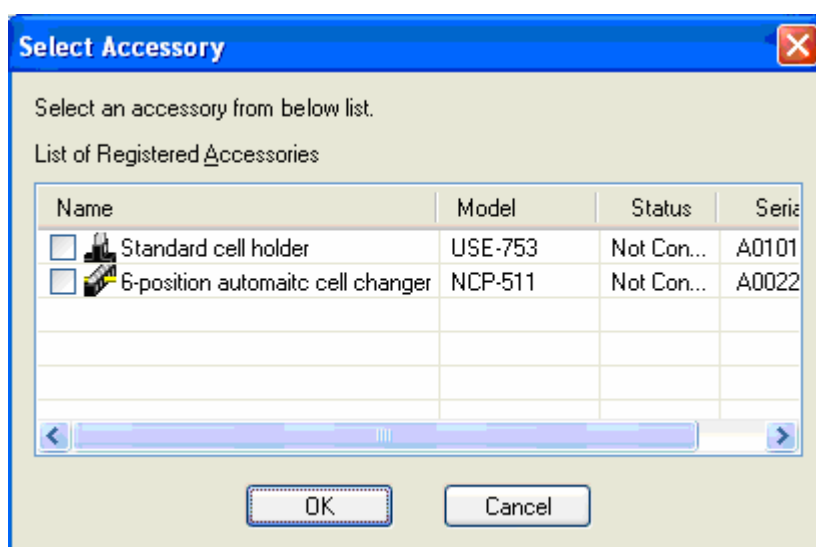 Select Accessory
Select an accessory from below list.
List of Registered Accessories
Name Model Status Seria
Standard cell holder USE-753 Not Con... A0101
6-position automaitc cell changer NCP-511 Not Con... A0022
OK Cancel